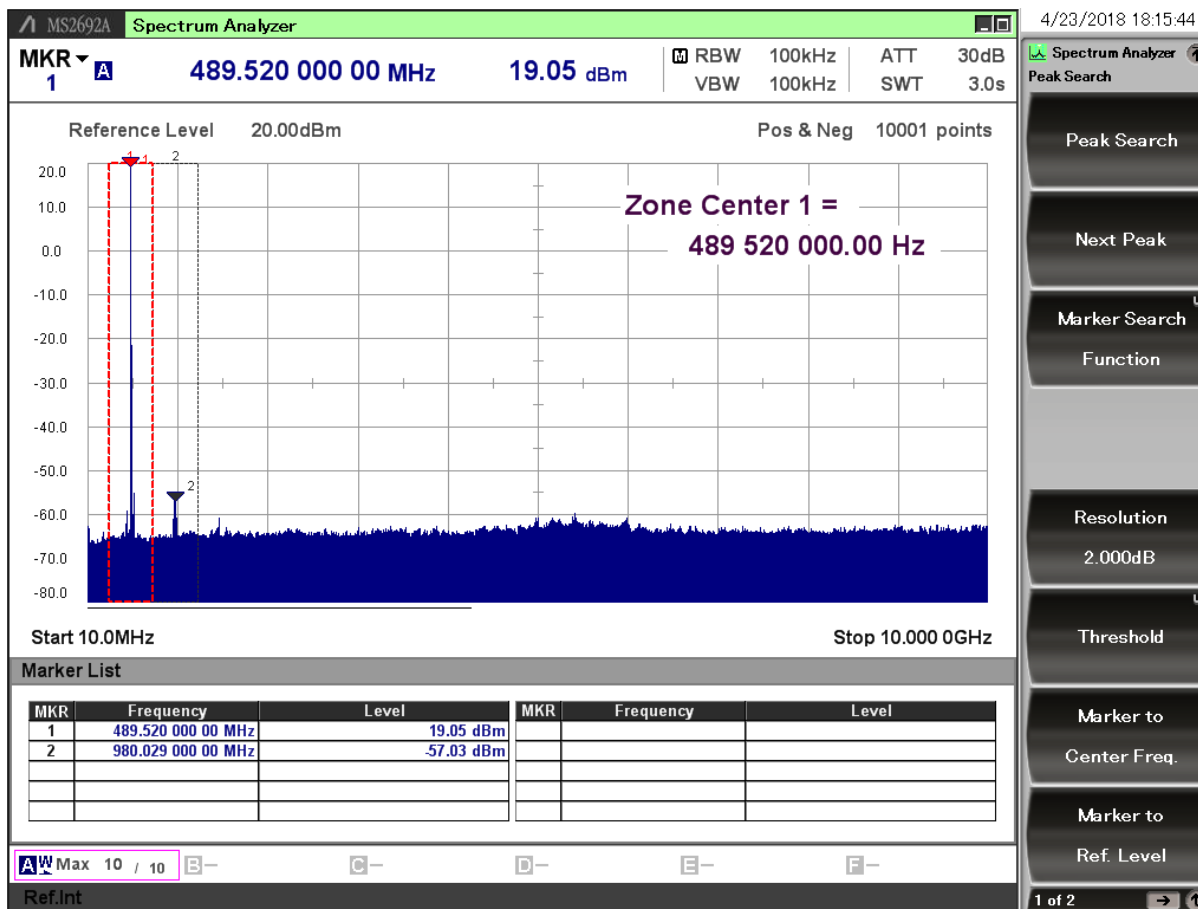 MS2692A Spectrum Analyzer
4/23/2018 18:15:44
MKR
1
A
489.520 000 00 MHz
19.05 dBm
M RBW 100kHz ATT 30dB
VBW 100kHz SWT 3.0s
Spectrum Analyzer
Peak Search
Reference Level 20.00dBm
Pos & Neg 10001 points
1 1 2
20.0
10.0
0.0
-10.0
-20.0
-30.0
-40.0
-50.0
-60.0
-70.0
-80.0
Zone Center 1 =
489 520 000.00 Hz
2
Start 10.0MHz
Stop 10.000 0GHz
Marker List
MKR Frequency Level MKR Frequency Level
1 489.520 000 00 MHz 19.05 dBm
2 980.029 000 00 MHz -57.03 dBm
A W Max 10 / 10 B- C- D- E- F-
Ref.Int
Peak Search
Next Peak
Marker Search
Function
Resolution
2.000dB
Threshold
Marker to
Center Freq.
Marker to
Ref. Level
1 of 2